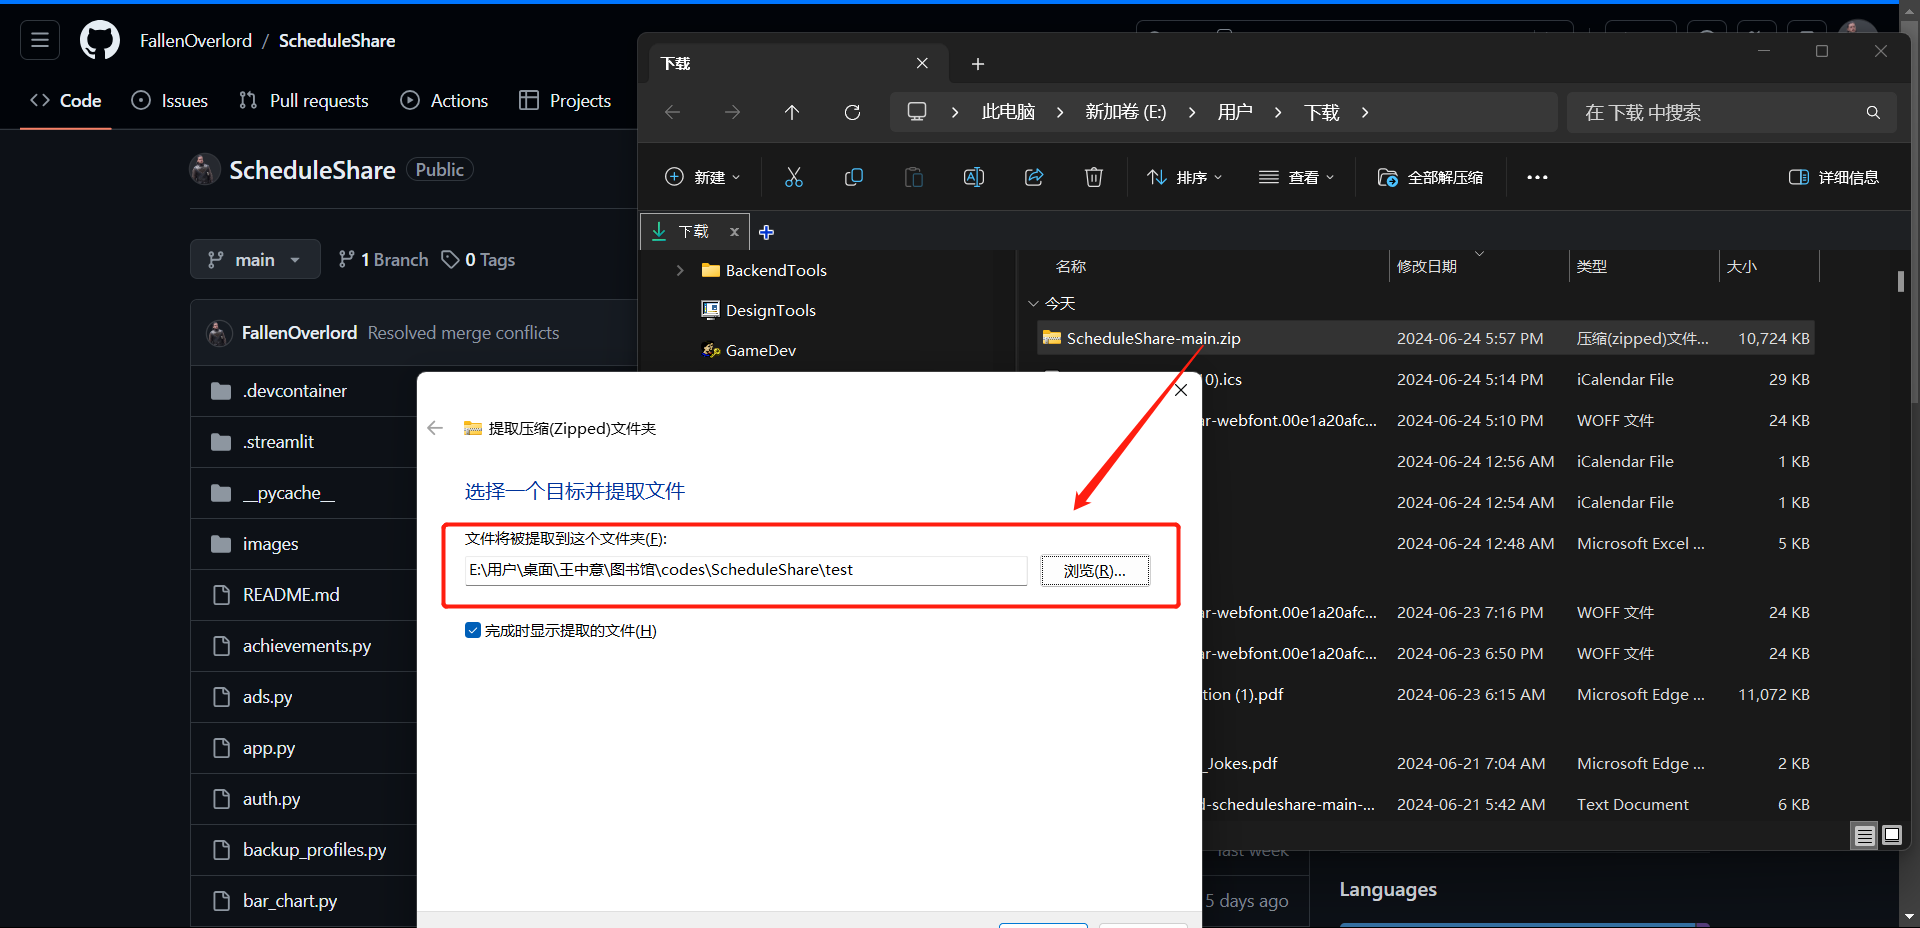 FallenOverlord / ScheduleShare
Code Issues Pull requests Actions Projects
ScheduleShare Public
main 1 Branch 0 Tags
FallenOverlord Resolved merge conflicts
.devcontainer
.streamlit
__pycache__
images
README.md
achievements.py
ads.py
app.py
auth.py
backup_profiles.py
bar_chart.py
下载
此电脑 新加卷 (E:) 用户 下载
在 下载 中搜索
新建 排序 查看 全部解压缩 详细信息
下载 x
BackendTools
DesignTools
GameDev
名称 修改日期 类型 大小
今天
ScheduleShare-main.zip 2024-06-24 5:57 PM 压缩(zipped)文件... 10,724 KB
0).ics 2024-06-24 5:14 PM iCalendar File 29 KB
ar-webfont.00e1a20afc... 2024-06-24 5:10 PM WOFF 文件 24 KB
2024-06-24 12:56 AM iCalendar File 1 KB
2024-06-24 12:54 AM iCalendar File 1 KB
2024-06-24 12:48 AM Microsoft Excel ... 5 KB
ar-webfont.00e1a20afc... 2024-06-23 7:16 PM WOFF 文件 24 KB
ar-webfont.00e1a20afc... 2024-06-23 6:50 PM WOFF 文件 24 KB
tion (1).pdf 2024-06-23 6:15 AM Microsoft Edge ... 11,072 KB
_Jokes.pdf 2024-06-21 7:04 AM Microsoft Edge ... 2 KB
d-scheduleshare-main-... 2024-06-21 5:42 AM Text Document 6 KB
提取压缩(Zipped)文件夹
选择一个目标并提取文件
文件将被提取到这个文件夹(F):
E:\用户\桌面\王中意\图书馆\codes\ScheduleShare\test
浏览(R)...
完成时显示提取的文件(H)
last week
5 days ago
Languages